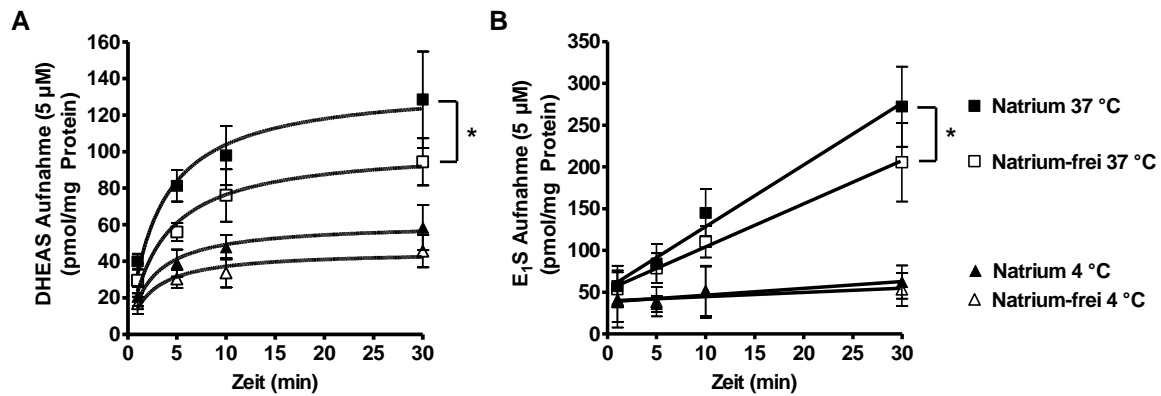 A
DHEAS Aufnahme (5 µM)
(pmol/mg Protein)
160
140
120
100
80
60
40
20
0
0 5 10 15 20 25 30
Zeit (min)
*
B
E₁S Aufnahme (5 µM)
(pmol/mg Protein)
350
300
250
200
150
100
50
0
0 5 10 15 20 25 30
Zeit (min)
*
Natrium 37 °C
Natrium-frei 37 °C
Natrium 4 °C
Natrium-frei 4 °C